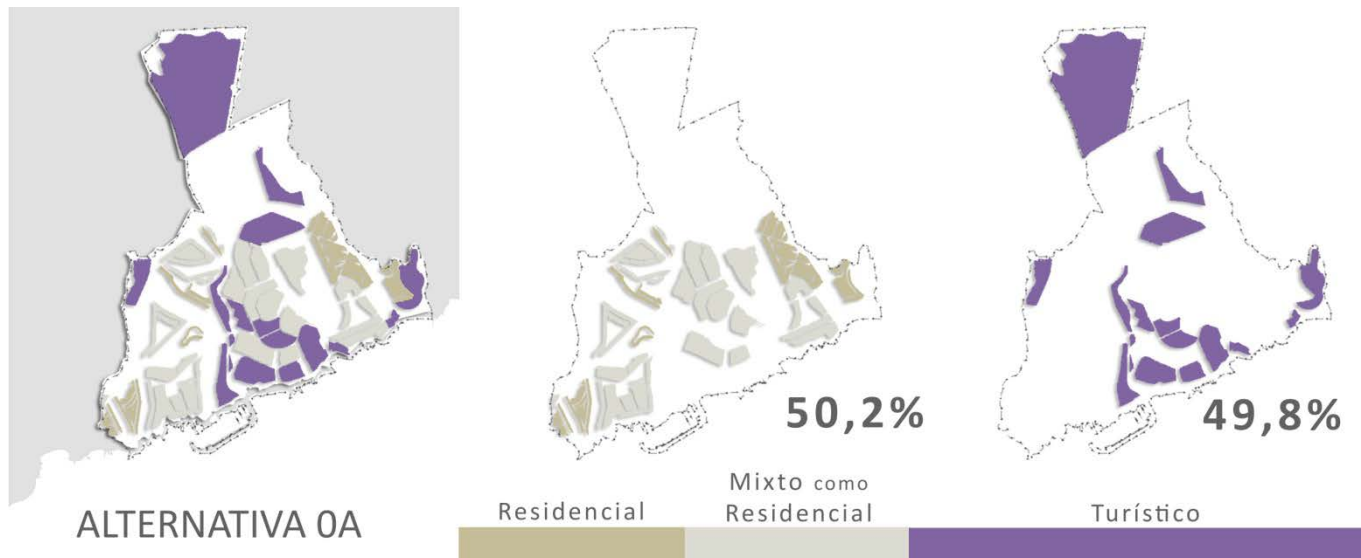 50,2%
49,8%
ALTERNATIVA 0A
Residencial
Mixto como
Residencial
Turístico